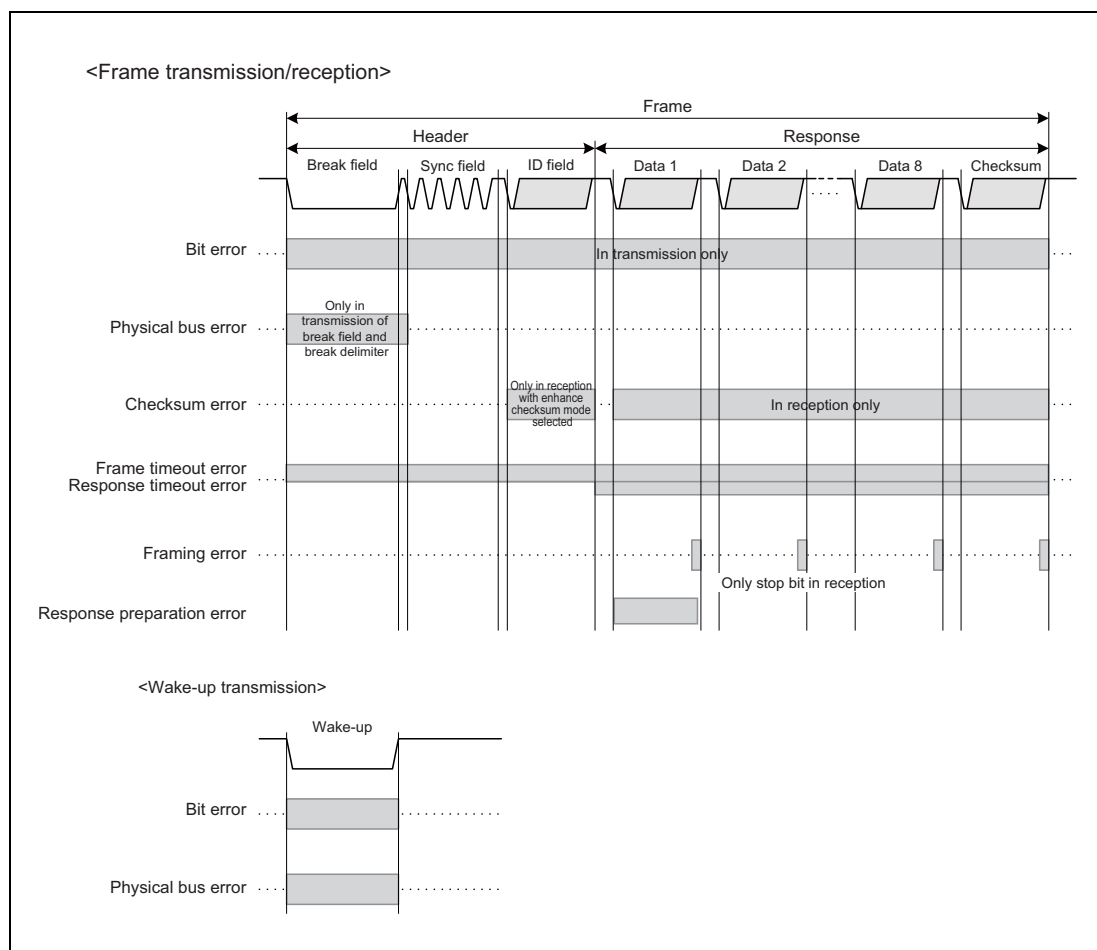 <Frame transmission/reception>
Frame
Header
Response
Break field
Sync field
ID field
Data 1
Data 2
Data 8
Checksum
Bit error
In transmission only
Physical bus error
Only in
transmission of
break field and
break delimiter
Checksum error
Only in reception
with enhance
checksum mode
selected
In reception only
Frame timeout error
Response timeout error
Framing error
Only stop bit in reception
Response preparation error
<Wake-up transmission>
Wake-up
Bit error
Physical bus error